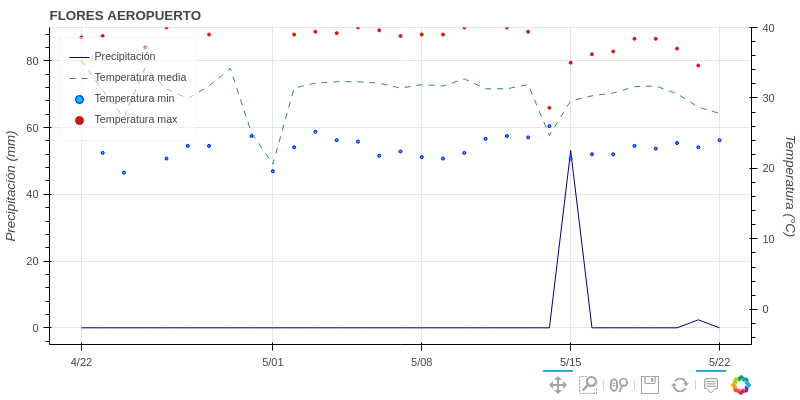 FLORES AEROPUERTO
Precipitación
Temperatura media
Temperatura min
Temperatura max
Precipitación (mm)
80
60
40
20
0
Temperatura (°C)
40
30
20
10
0
4/22
5/01
5/08
5/15
5/22